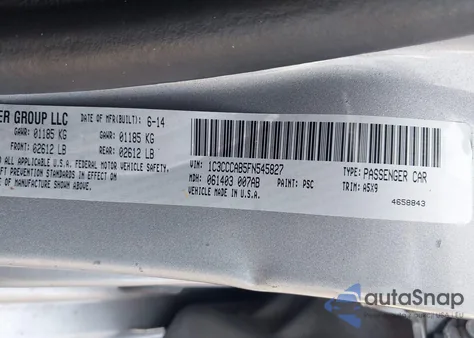 ER GROUP LLC
DATE OF MFR(BUILT): 6-14
GAWR: 01185 KG GAWR: 01185 KG
FRONT: 02612 LB REAR: 02612 LB
O ALL APPLICABLE U.S.A. FEDERAL MOTOR VEHICLE SAFETY.
FT PREVENTION STANDARDS IN EFFECT ON THE
OF MANUFACTURE SHOWN ABOVE.
VIN: 1C3CCCAB5FN545827
TYPE: PASSENGER CAR
MDH: 061403 007AB
PAINT: PSC
TRIM: A5X9
VEHICLE MADE IN U.S.A.
4658843
autoSnap